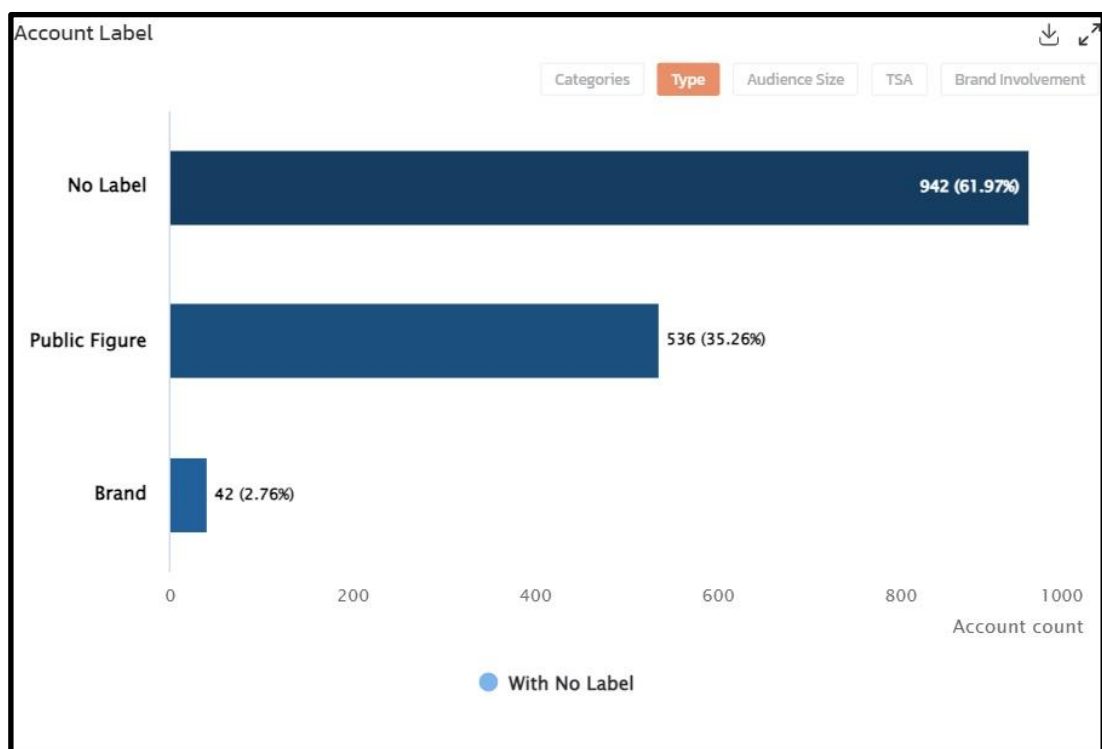 Account Label
Categories Type Audience Size TSA Brand Involvement
No Label 942 (61.97%)
Public Figure 536 (35.26%)
Brand 42 (2.76%)
0 200 400 600 800 1000
Account count
With No Label